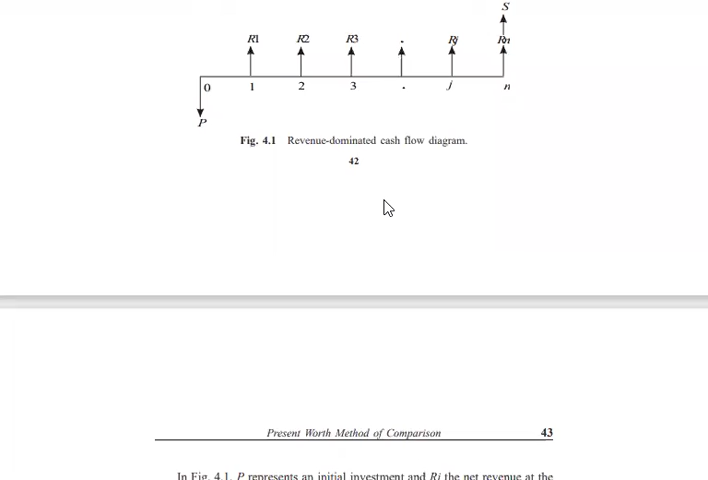 S
R1 R2 R3 . Rj Rn
0 1 2 3 . j n
P
Fig. 4.1 Revenue-dominated cash flow diagram.
42
Present Worth Method of Comparison 43
In Fig. 4.1, P represents an initial investment and Rj the net revenue at the